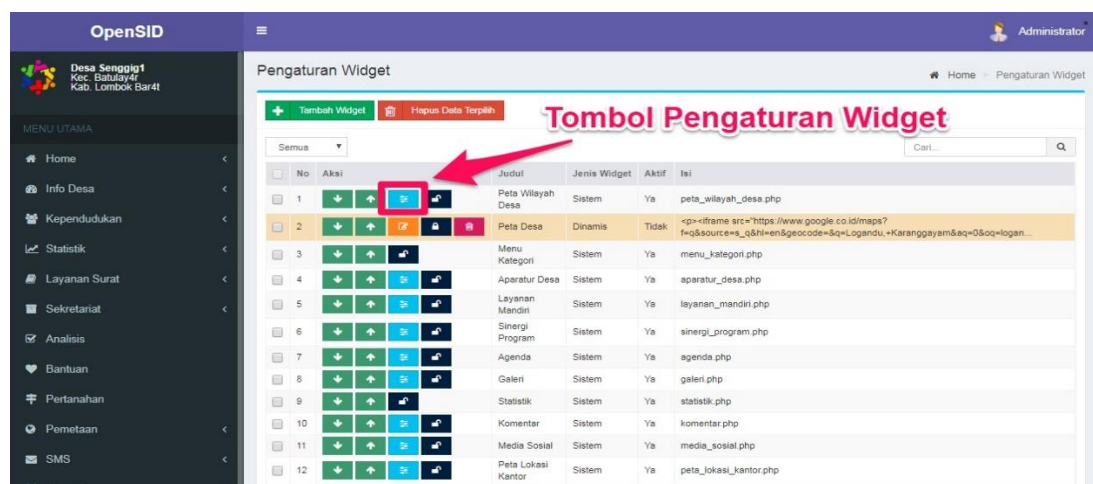 OpenSID
Administrator
Desa Senggig1
Kec. Batulay4r
Kab. Lombok Bar4t
Pengaturan Widget
Home > Pengaturan Widget
Tambah Widget
Hapus Data Terpilih
Tombol Pengaturan Widget
MENU UTAMA
Home
Info Desa
Kependudukan
Statistik
Layanan Surat
Sekretariat
Analisis
Bantuan
Pertanahan
Pemetaan
SMS
Semua
Cari...
No Aksi Judul Jenis Widget Aktif Isi
1 Peta Wilayah Desa Sistem Ya peta_wilayah_desa.php
2 Peta Desa Dinamis Tidak <p><iframe src="https://www.google.co.id/maps?
f=q&source=s_q&hl=en&geocode=&q=Logandu,+Karanggayam&aq=0&oq=logan...
3 Menu Kategori Sistem Ya menu_kategori.php
4 Aparatur Desa Sistem Ya aparatur_desa.php
5 Layanan Mandiri Sistem Ya layanan_mandiri.php
6 Sinergi Program Sistem Ya sinergi_program.php
7 Agenda Sistem Ya agenda.php
8 Galeri Sistem Ya galeri.php
9 Statistik Sistem Ya statistik.php
10 Komentar Sistem Ya komentar.php
11 Media Sosial Sistem Ya media_sosial.php
12 Peta Lokasi Kantor Sistem Ya peta_lokasi_kantor.php